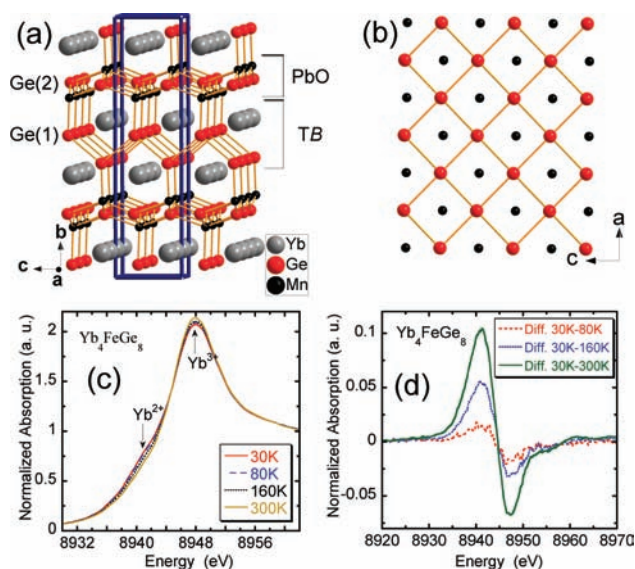 (a)
Ge(2)
Ge(1)
PbO
TB
b
c
a
Yb
Ge
Mn
(b)
a
c
Normalized Absorption (a. u.)
2
1.5
1
0.5
0
Yb4FeGe8
(c)
Yb3+
Yb2+
30K
80K
160K
300K
8930 8940 8948 8956
Energy (eV)
Normalized Absorption (a. u.)
0.1
0.05
0
-0.05
Yb4FeGe8
Diff. 30K-80K
Diff. 30K-160K
Diff. 30K-300K
(d)
8920 8930 8940 8950 8960 8970
Energy (eV)